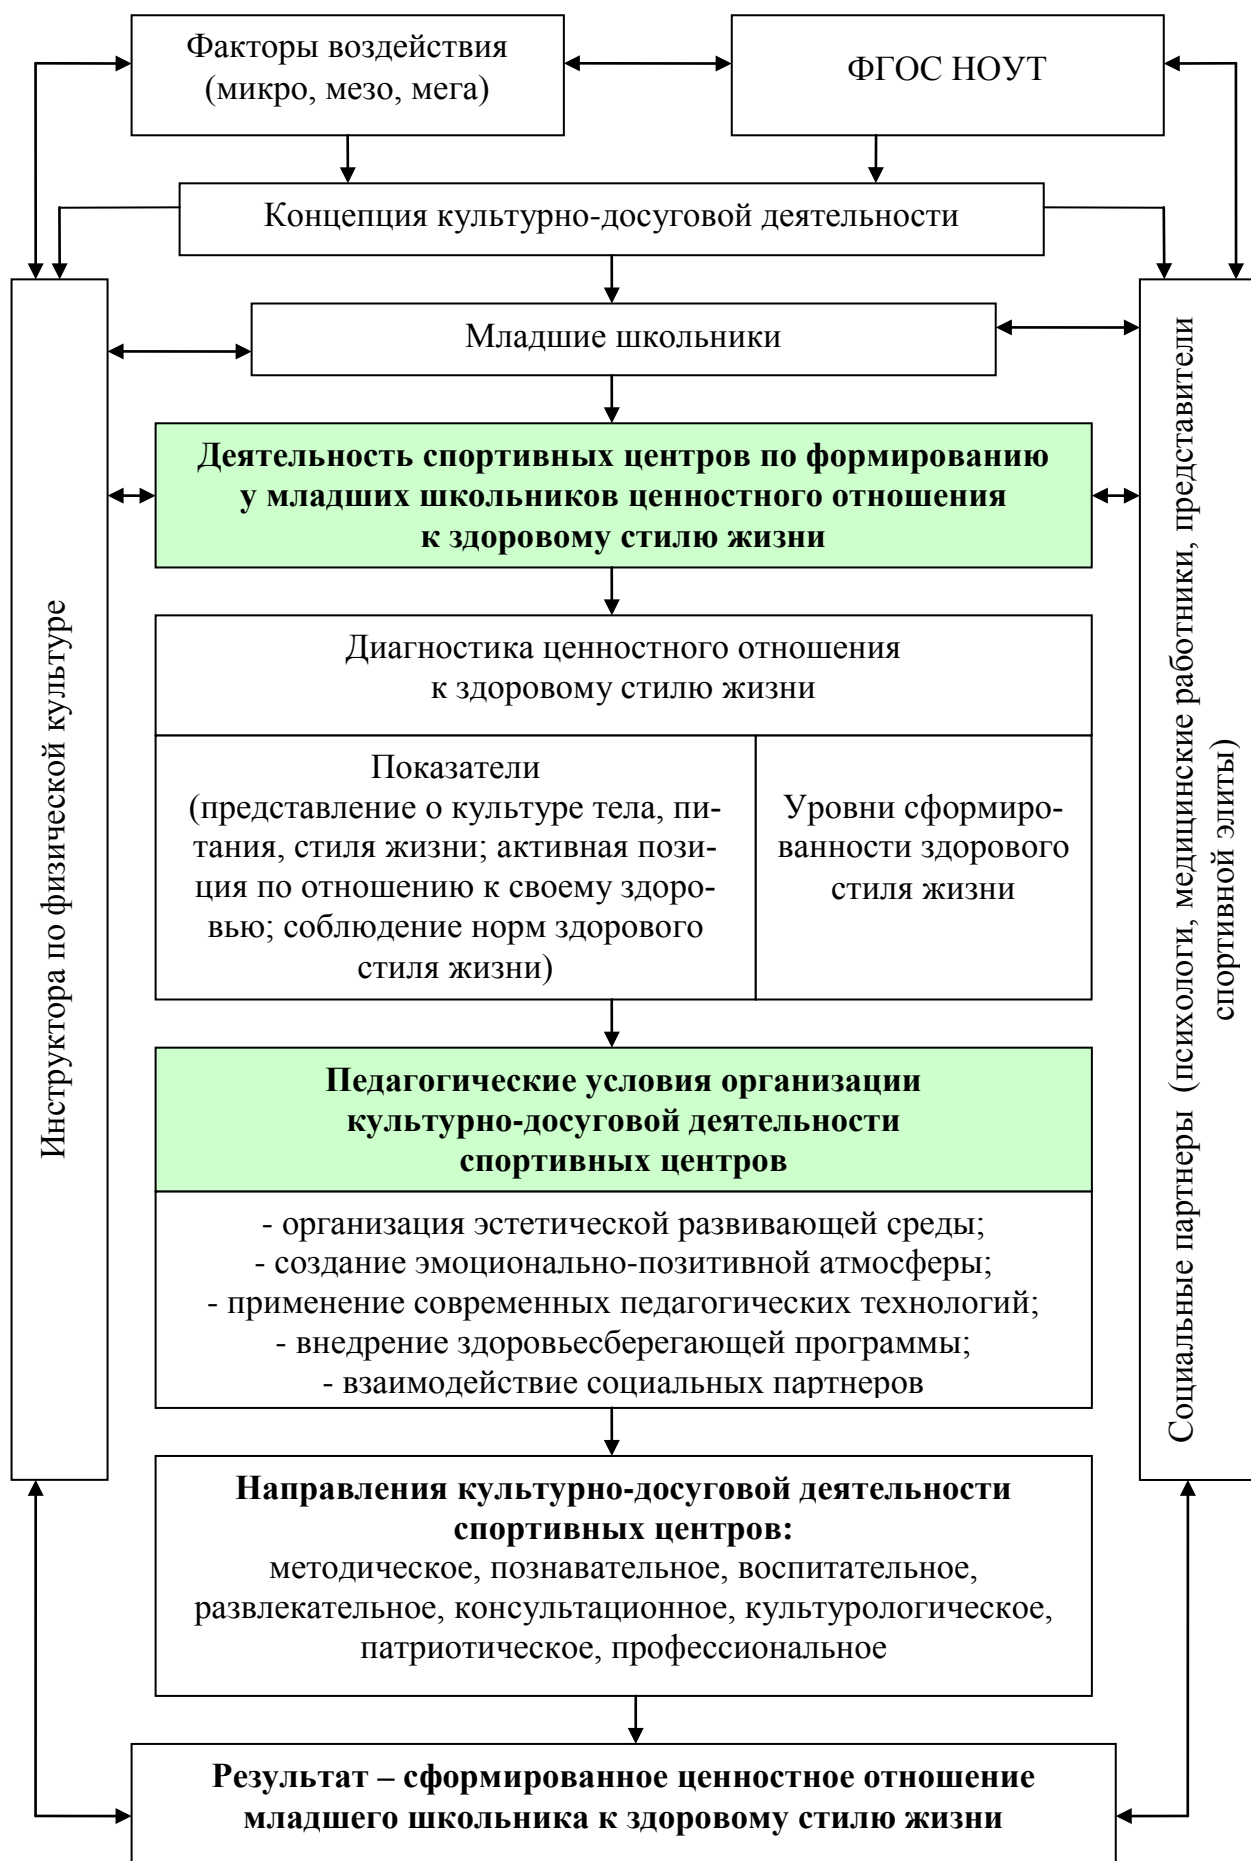 Факторы воздействия
(микро, мезо, мега)
ФГОС НОУТ
Концепция культурно-досуговой деятельности
Младшие школьники
Инструктора по физической культуре
Социальные партнеры (психологи, медицинские работники, представители
спортивной элиты)
Деятельность спортивных центров по формированию
у младших школьников ценностного отношения
к здоровому стилю жизни
Диагностика ценностного отношения
к здоровому стилю жизни
Показатели
(представление о культуре тела, пи-
тания, стиля жизни; активная пози-
ция по отношению к своему здоро-
вью; соблюдение норм здорового
стиля жизни)
Уровни сформиро-
ванности здорового
стиля жизни
Педагогические условия организации
культурно-досуговой деятельности
спортивных центров
- организация эстетической развивающей среды;
- создание эмоционально-позитивной атмосферы;
- применение современных педагогических технологий;
- внедрение здоровьесберегающей программы;
- взаимодействие социальных партнеров
Направления культурно-досуговой деятельности
спортивных центров:
методическое, познавательное, воспитательное,
развлекательное, консультационное, культурологическое,
патриотическое, профессиональное
Результат – сформированное ценностное отношение
младшего школьника к здоровому стилю жизни